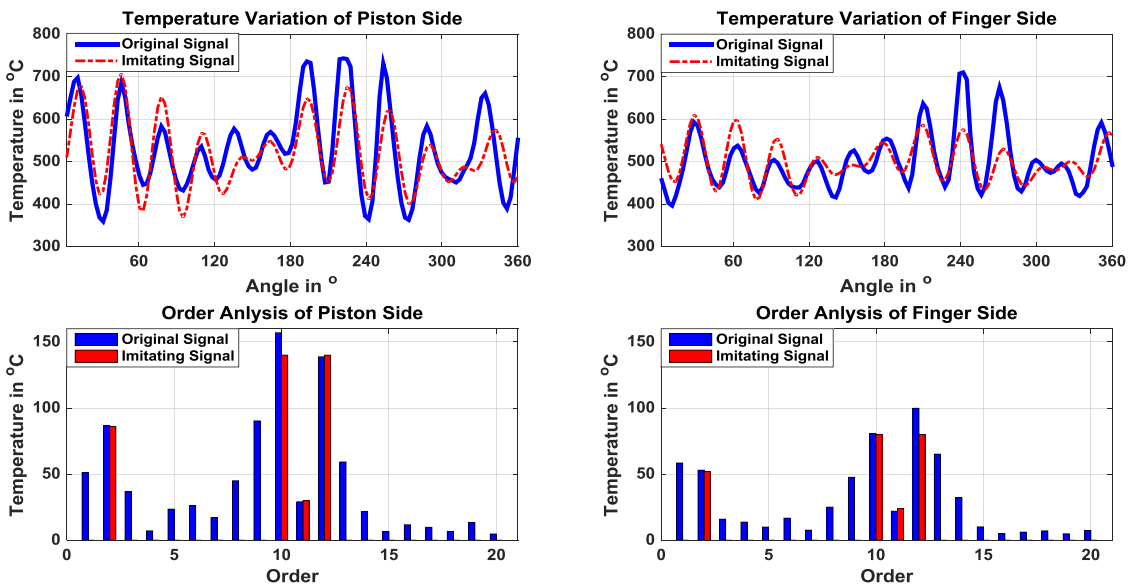 Temperature Variation of Piston Side
Original Signal
Imitating Signal
Temperature in °C
800
700
600
500
400
300
60 120 180 240 300 360
Angle in °
Temperature Variation of Finger Side
Original Signal
Imitating Signal
Temperature in °C
800
700
600
500
400
300
60 120 180 240 300 360
Angle in °
Order Anlysis of Piston Side
Original Signal
Imitating Signal
Temperature in °C
150
100
50
0
0 5 10 15 20
Order
Order Anlysis of Finger Side
Original Signal
Imitating Signal
Temperature in °C
150
100
50
0
0 5 10 15 20
Order